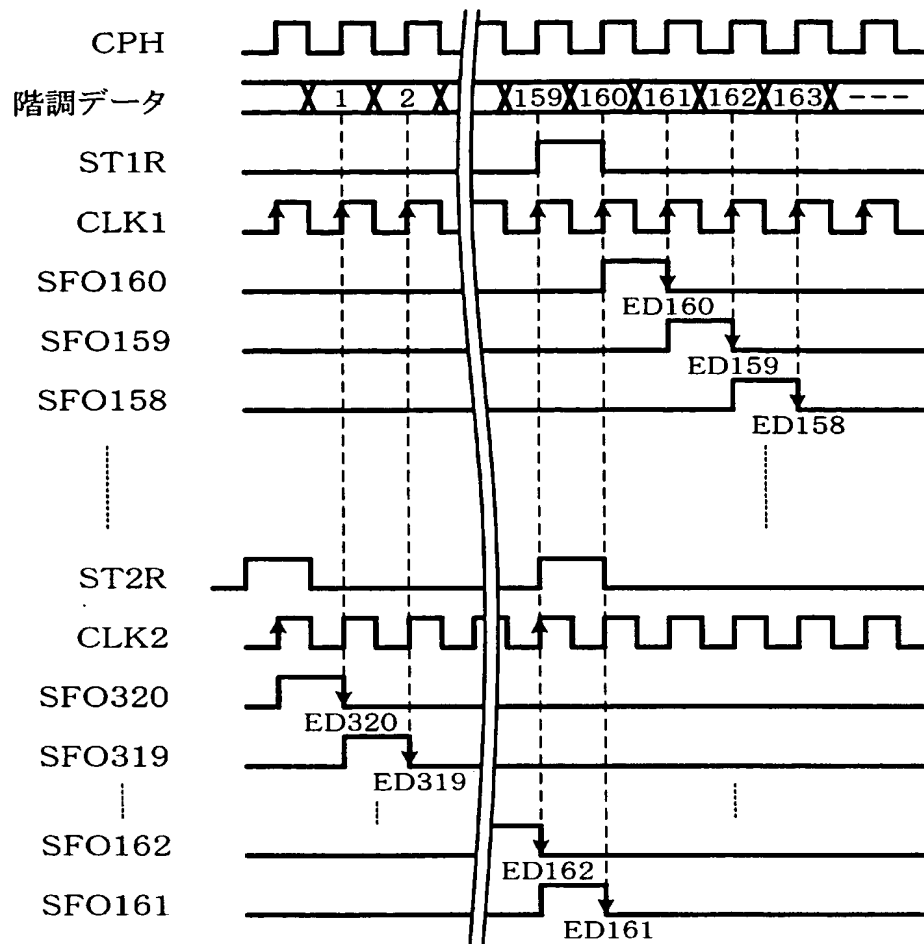 CPH
階調データ 1 2 159 160 161 162 163 ---
ST1R
CLK1
SFO160
ED160
SFO159
ED159
SFO158
ED158
ST2R
CLK2
SFO320
ED320
SFO319
ED319
SFO162
ED162
SFO161
ED161